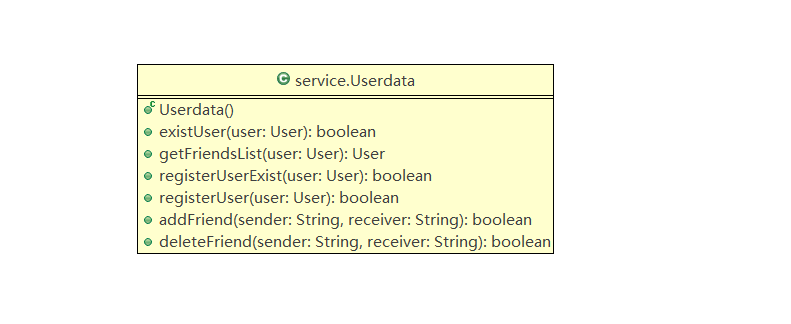 service.Userdata
Userdata()
existUser(user: User): boolean
getFriendsList(user: User): User
registerUserExist(user: User): boolean
registerUser(user: User): boolean
addFriend(sender: String, receiver: String): boolean
deleteFriend(sender: String, receiver: String): boolean